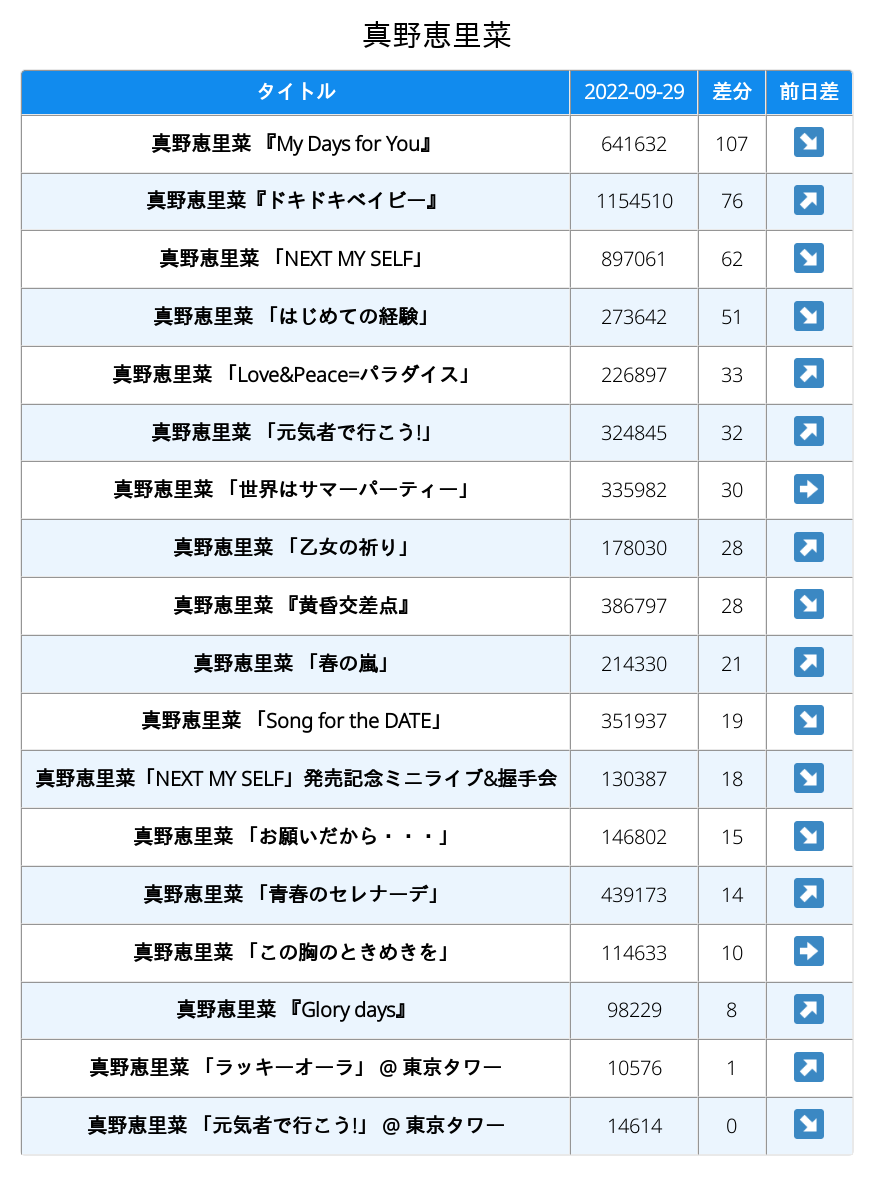 真野恵里菜
タイトル 2022-09-29 差分 前日差
真野恵里菜 『My Days for You』 641632 107 ↘
真野恵里菜『ドキドキベイビー』 1154510 76 ↗
真野恵里菜 「NEXT MY SELF」 897061 62 ↘
真野恵里菜 「はじめての経験」 273642 51 ↘
真野恵里菜 「Love&Peace=パラダイス」 226897 33 ↗
真野恵里菜 「元気者で行こう!」 324845 32 ↗
真野恵里菜 「世界はサマーパーティー」 335982 30 ➡
真野恵里菜 「乙女の祈り」 178030 28 ↗
真野恵里菜 『黄昏交差点』 386797 28 ↘
真野恵里菜 「春の嵐」 214330 21 ↗
真野恵里菜 「Song for the DATE」 351937 19 ↘
真野恵里菜「NEXT MY SELF」発売記念ミニライブ&握手会 130387 18 ↘
真野恵里菜 「お願いだから・・・」 146802 15 ↘
真野恵里菜 「青春のセレナーデ」 439173 14 ↗
真野恵里菜 「この胸のときめきを」 114633 10 ➡
真野恵里菜 『Glory days』 98229 8 ↗
真野恵里菜 「ラッキーオーラ」 @ 東京タワー 10576 1 ↗
真野恵里菜 「元気者で行こう!」 @ 東京タワー 14614 0 ↘